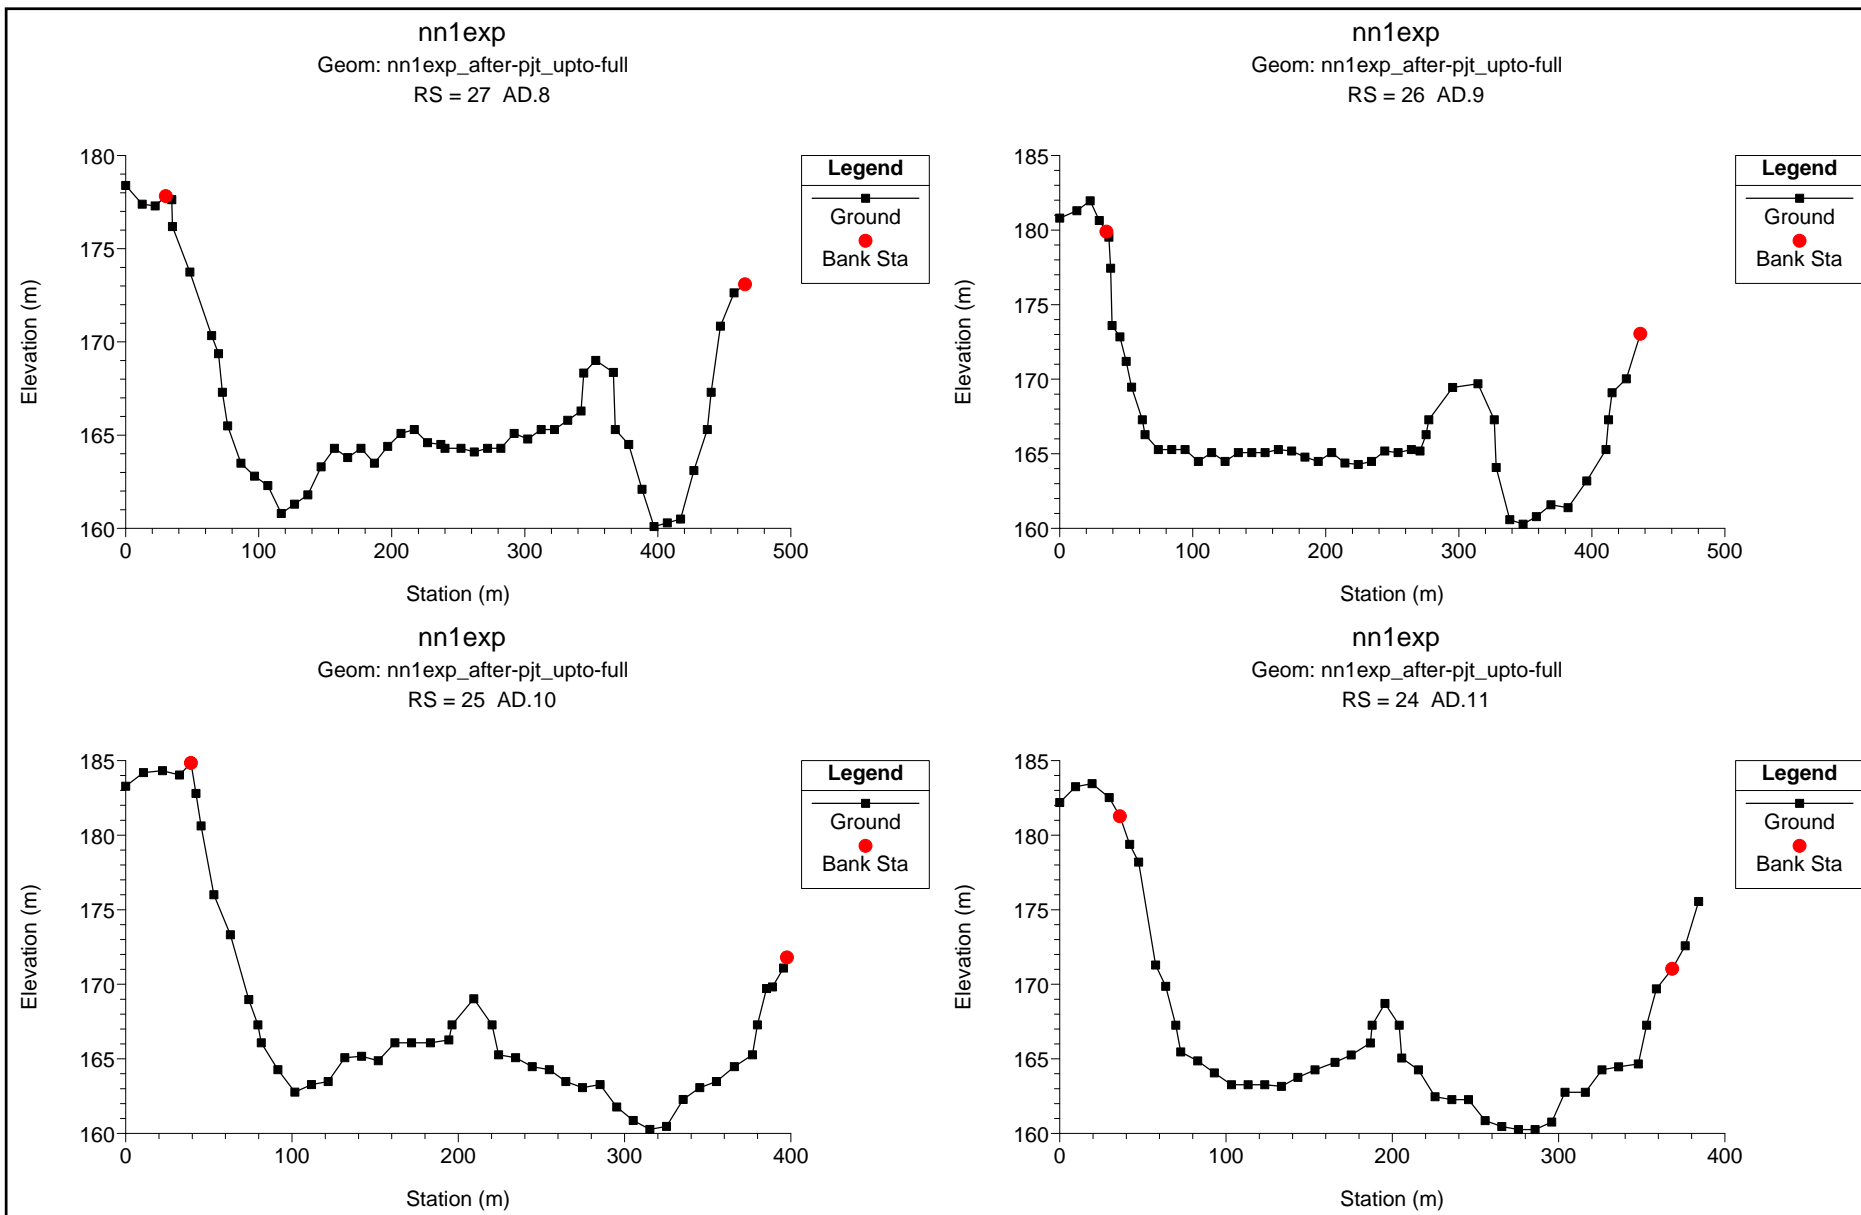 nn1exp
Geom: nn1exp_after-pjt_upto-full
RS = 27 AD.8
180
175
170
165
160
Elevation (m)
0 100 200 300 400 500
Station (m)
Legend
Ground
Bank Sta
nn1exp
Geom: nn1exp_after-pjt_upto-full
RS = 26 AD.9
185
180
175
170
165
160
Elevation (m)
0 100 200 300 400 500
Station (m)
Legend
Ground
Bank Sta
nn1exp
Geom: nn1exp_after-pjt_upto-full
RS = 25 AD.10
185
180
175
170
165
160
Elevation (m)
0 100 200 300 400
Station (m)
Legend
Ground
Bank Sta
nn1exp
Geom: nn1exp_after-pjt_upto-full
RS = 24 AD.11
185
180
175
170
165
160
Elevation (m)
0 100 200 300 400
Station (m)
Legend
Ground
Bank Sta